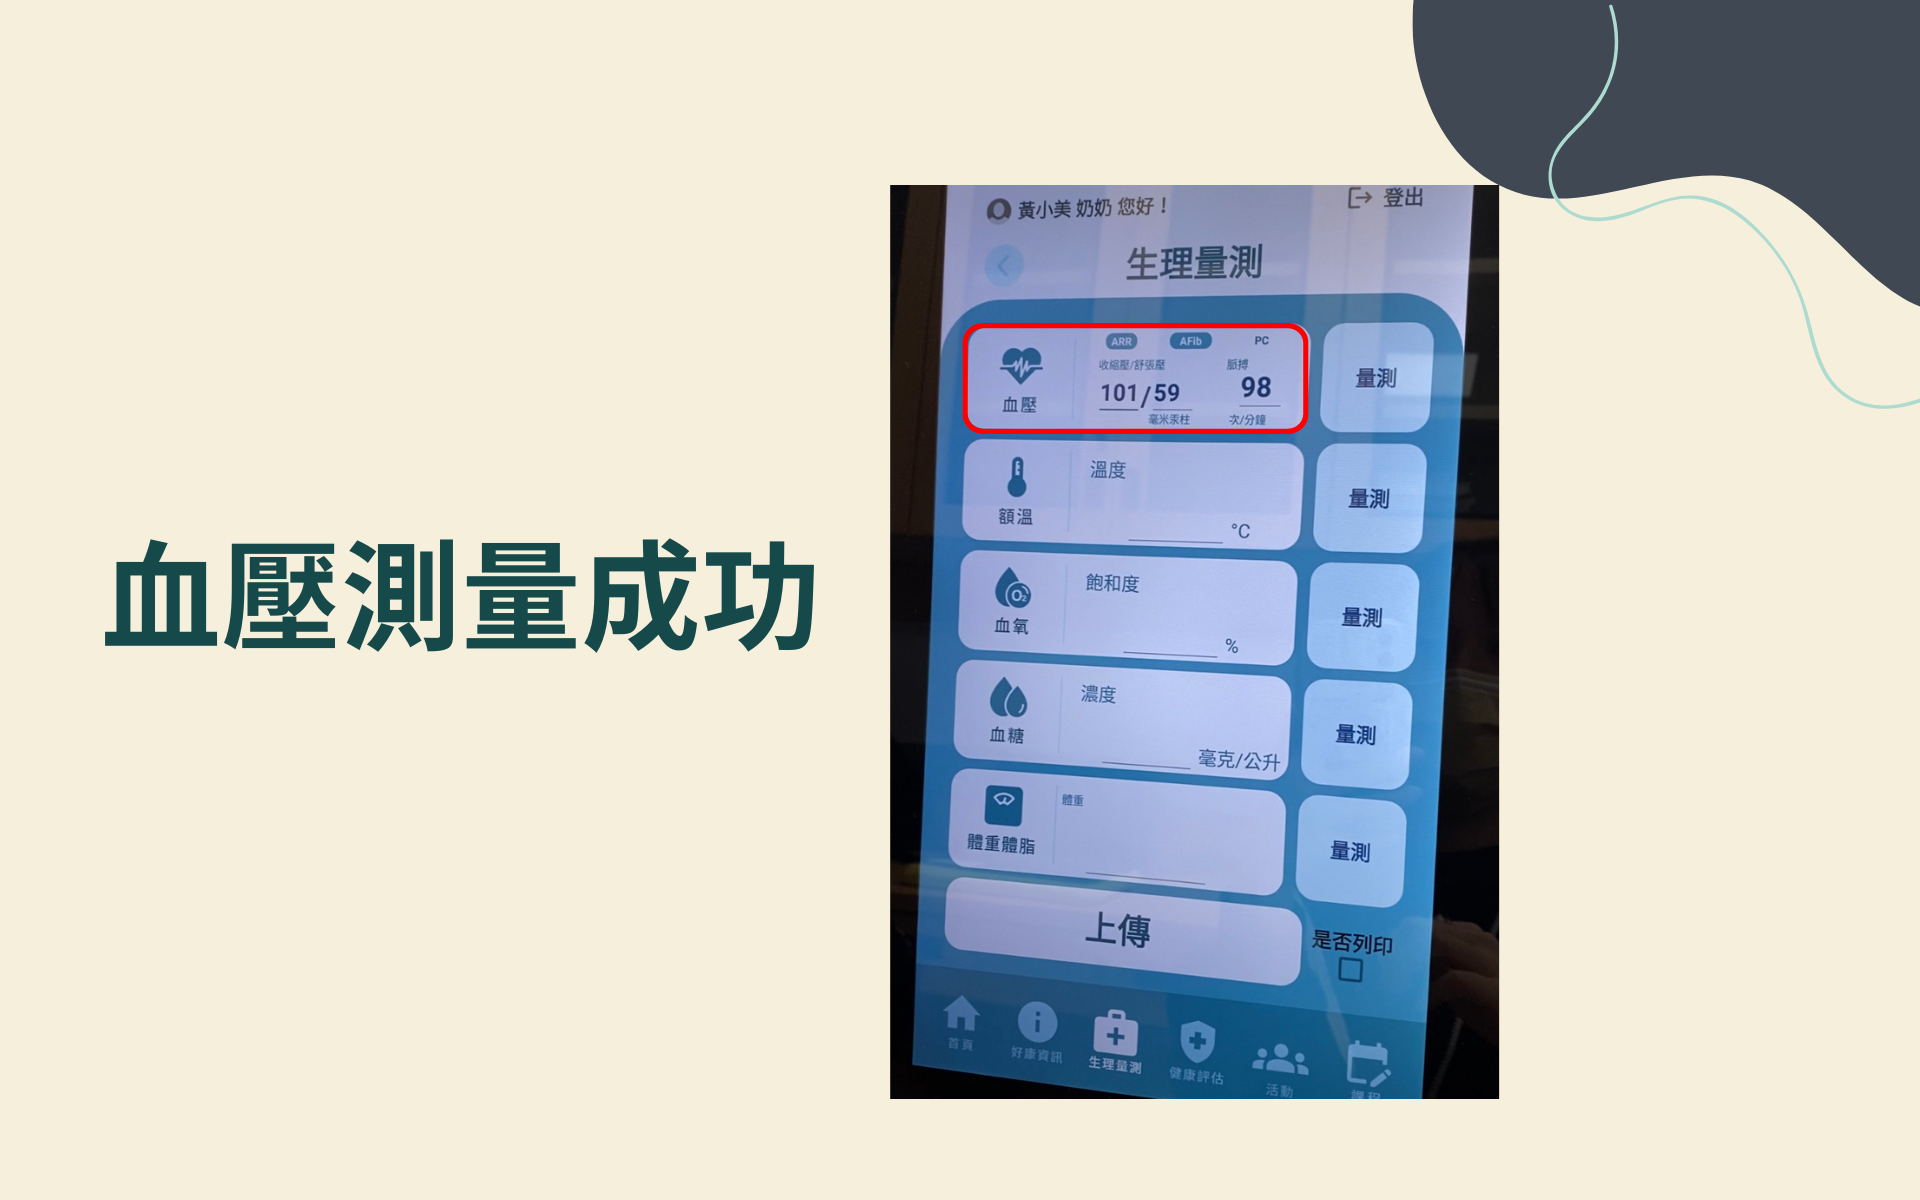 血壓測量成功
黃小美 奶奶 您好！
登出
生理量測
ARR AFib PC
收縮壓/舒張壓 脈搏
101/59 98
血壓
毫米汞柱 次/分鐘
量測
溫度
額溫
°C
量測
飽和度
O₂
血氧
%
量測
濃度
血糖
毫克/公升
量測
體重
體重體脂
量測
上傳
是否列印
首頁 好康資訊 生理量測 健康評估 活動 課程